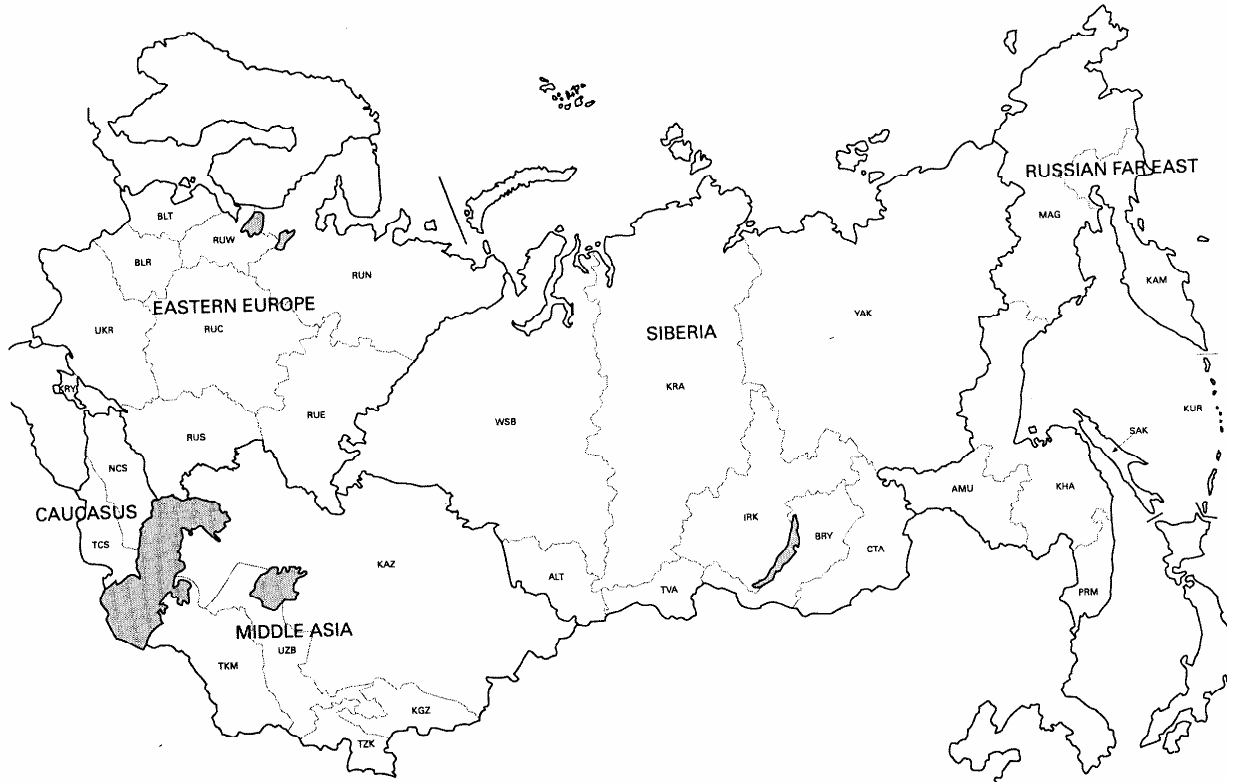 RUSSIAN FAR EAST
BLT
MAG
RUW
BLR
RUN
KAM
EASTERN EUROPE
UKR
RUC
SIBERIA
YAK
KRA
KRY
RUE
WSB
KUR
RUS
SAK
NCS
AMU
KHA
CAUCASUS
IRK
TCS
BRY
CTA
KAZ
ALT
TVA
PRM
MIDDLE ASIA
UZB
TKM
KGZ
TZK